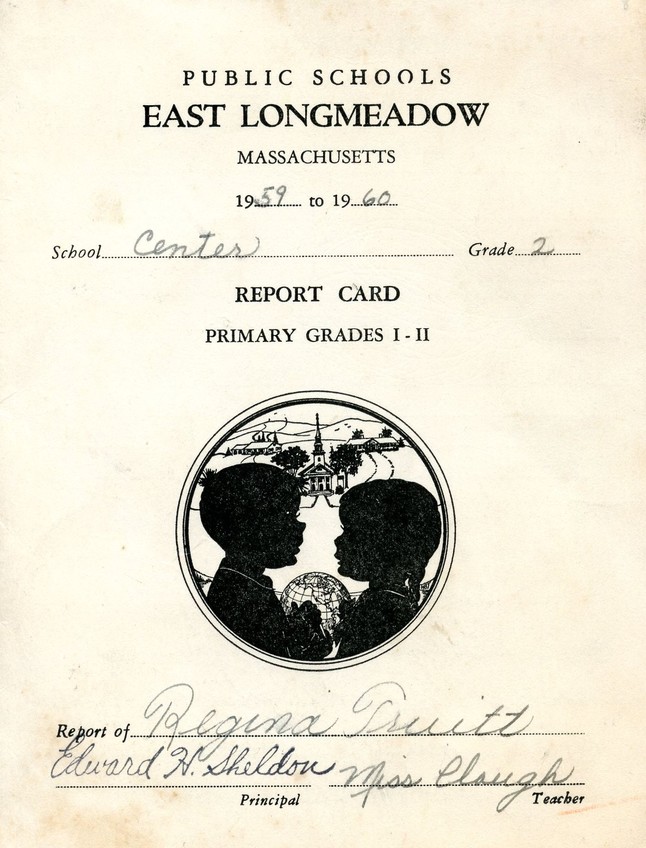 PUBLIC SCHOOLS
EAST LONGMEADOW
MASSACHUSETTS
1959 to 1960
School Center Grade 2
REPORT CARD
PRIMARY GRADES I - II
Report of Regina Truitt
Edward H. Sheldon Miss Clough
Principal Teacher